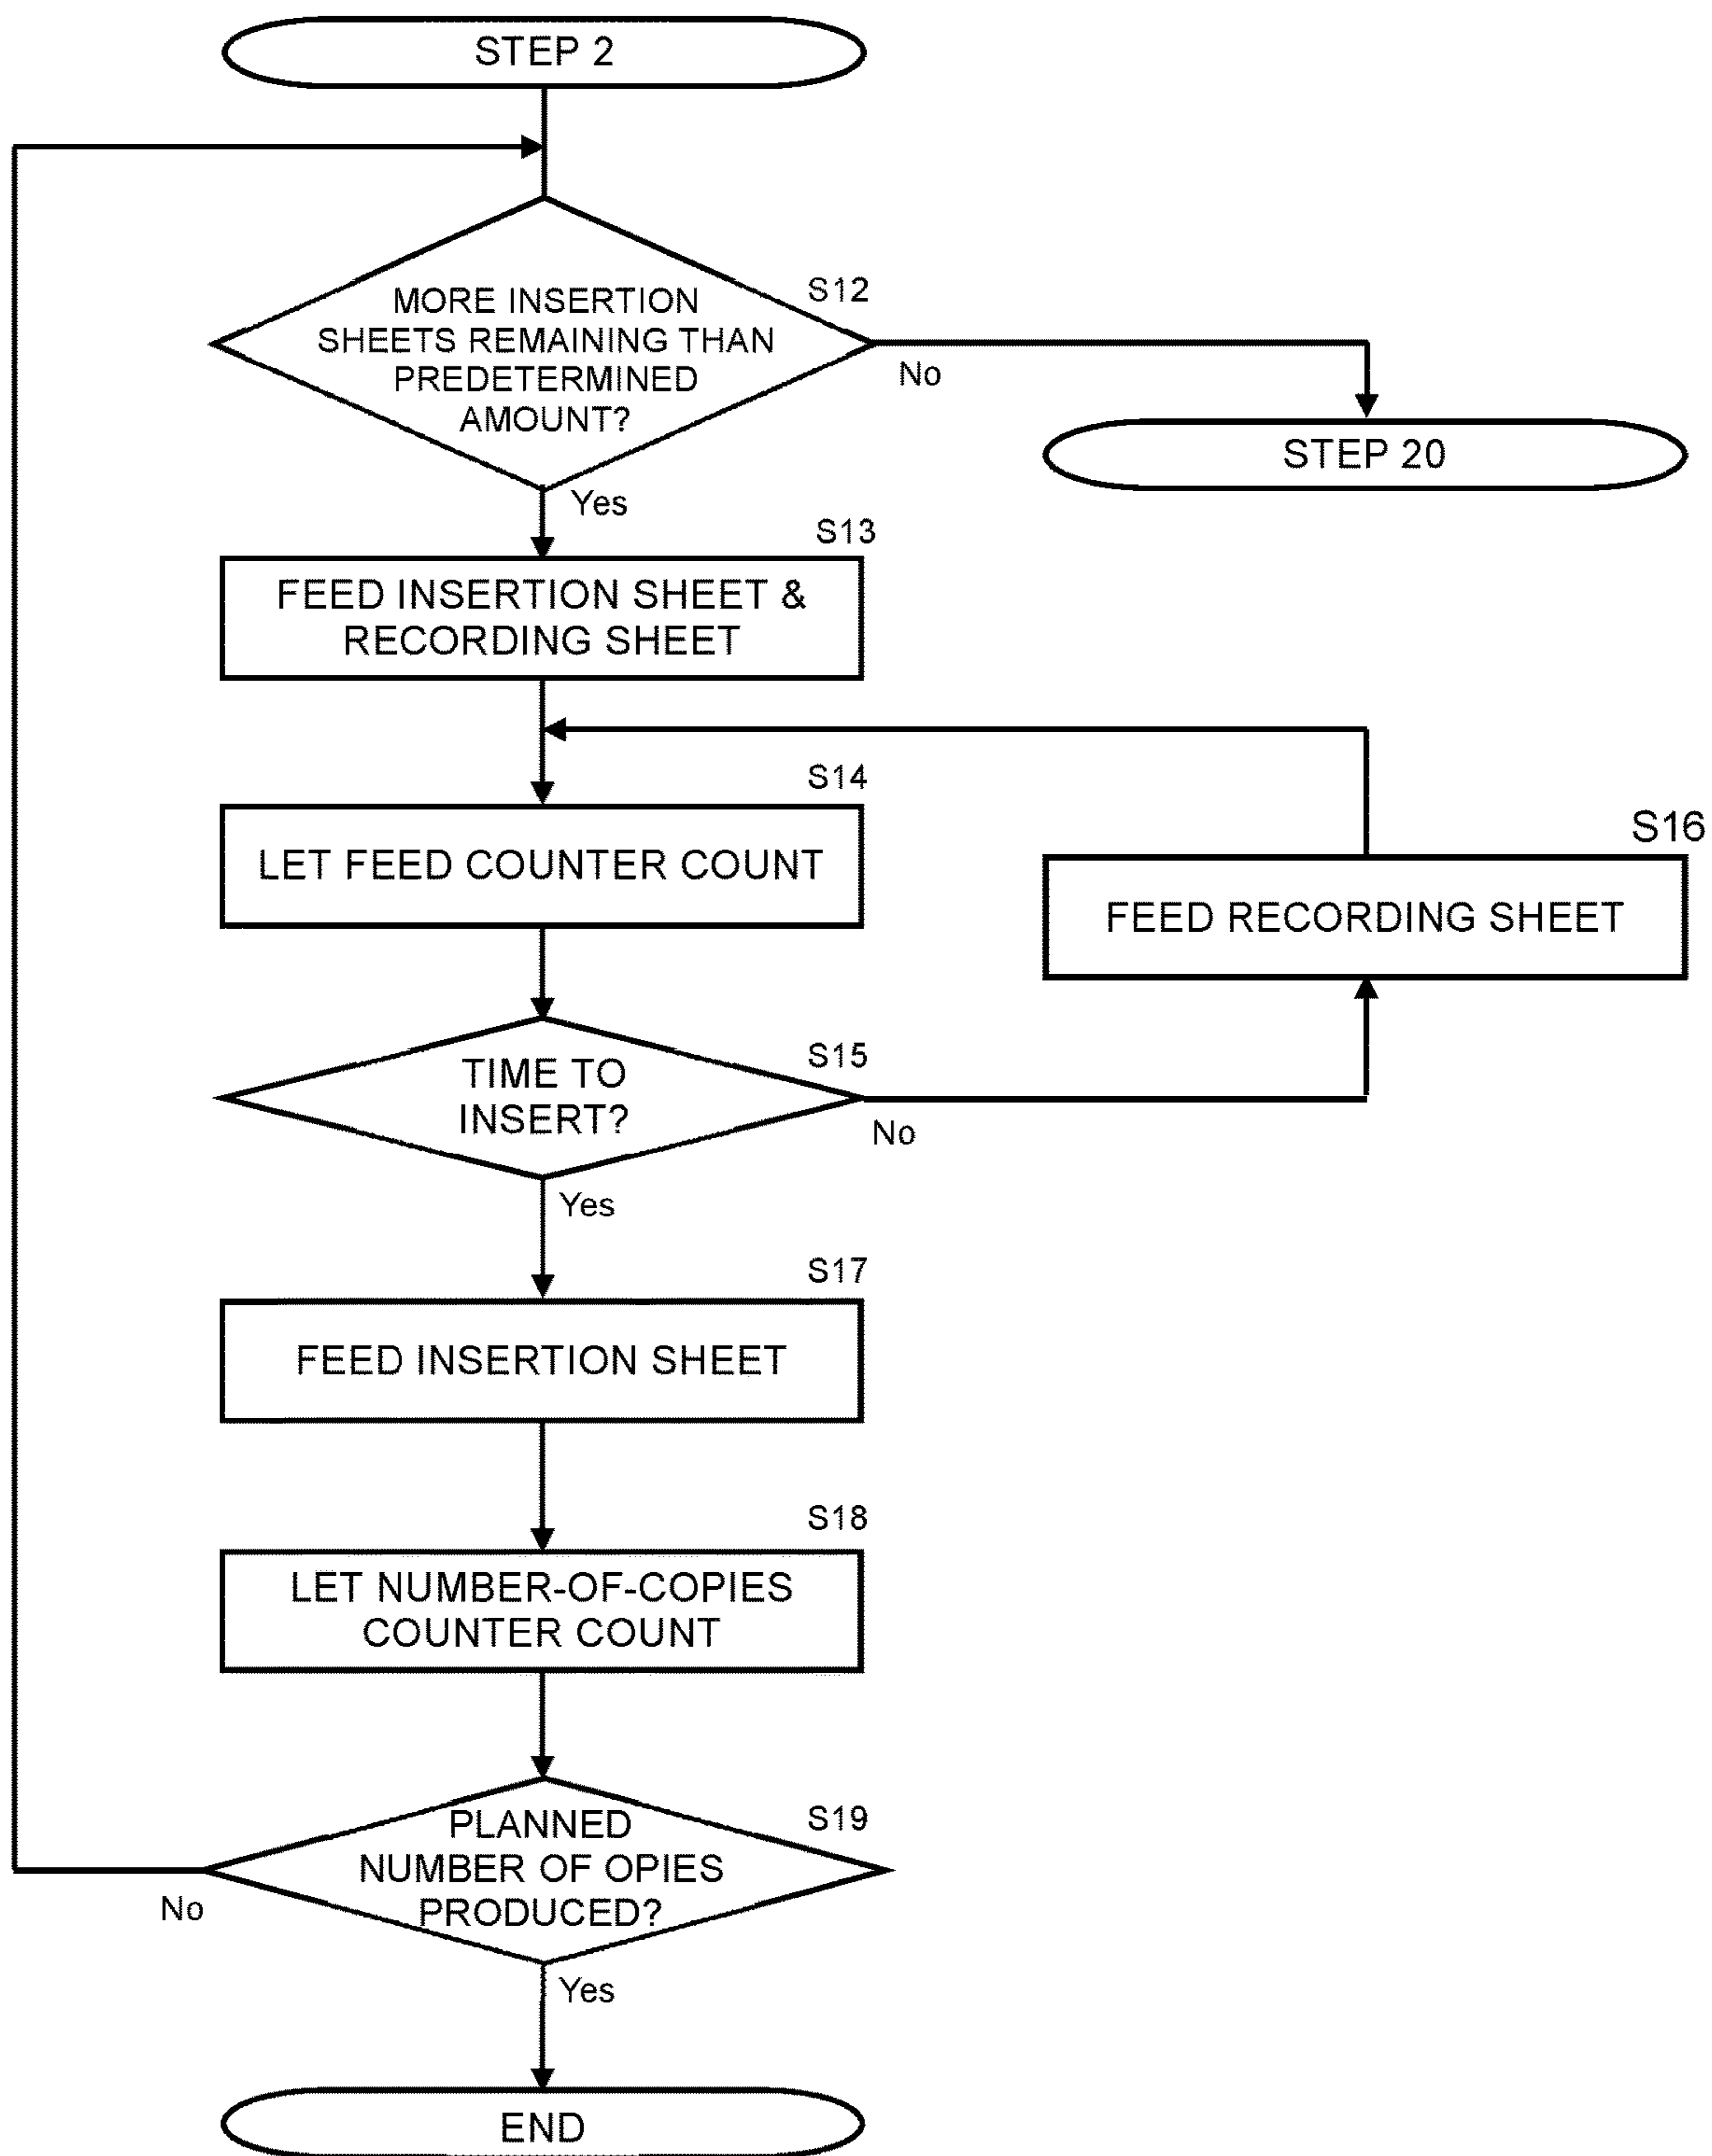 STEP 2
S12
MORE INSERTION
SHEETS REMAINING THAN
PREDETERMINED
AMOUNT?
No
STEP 20
Yes
S13
FEED INSERTION SHEET &
RECORDING SHEET
S14
LET FEED COUNTER COUNT
S16
FEED RECORDING SHEET
S15
TIME TO
INSERT?
No
Yes
S17
FEED INSERTION SHEET
S18
LET NUMBER-OF-COPIES
COUNTER COUNT
S19
PLANNED
NUMBER OF OPIES
PRODUCED?
No
Yes
END